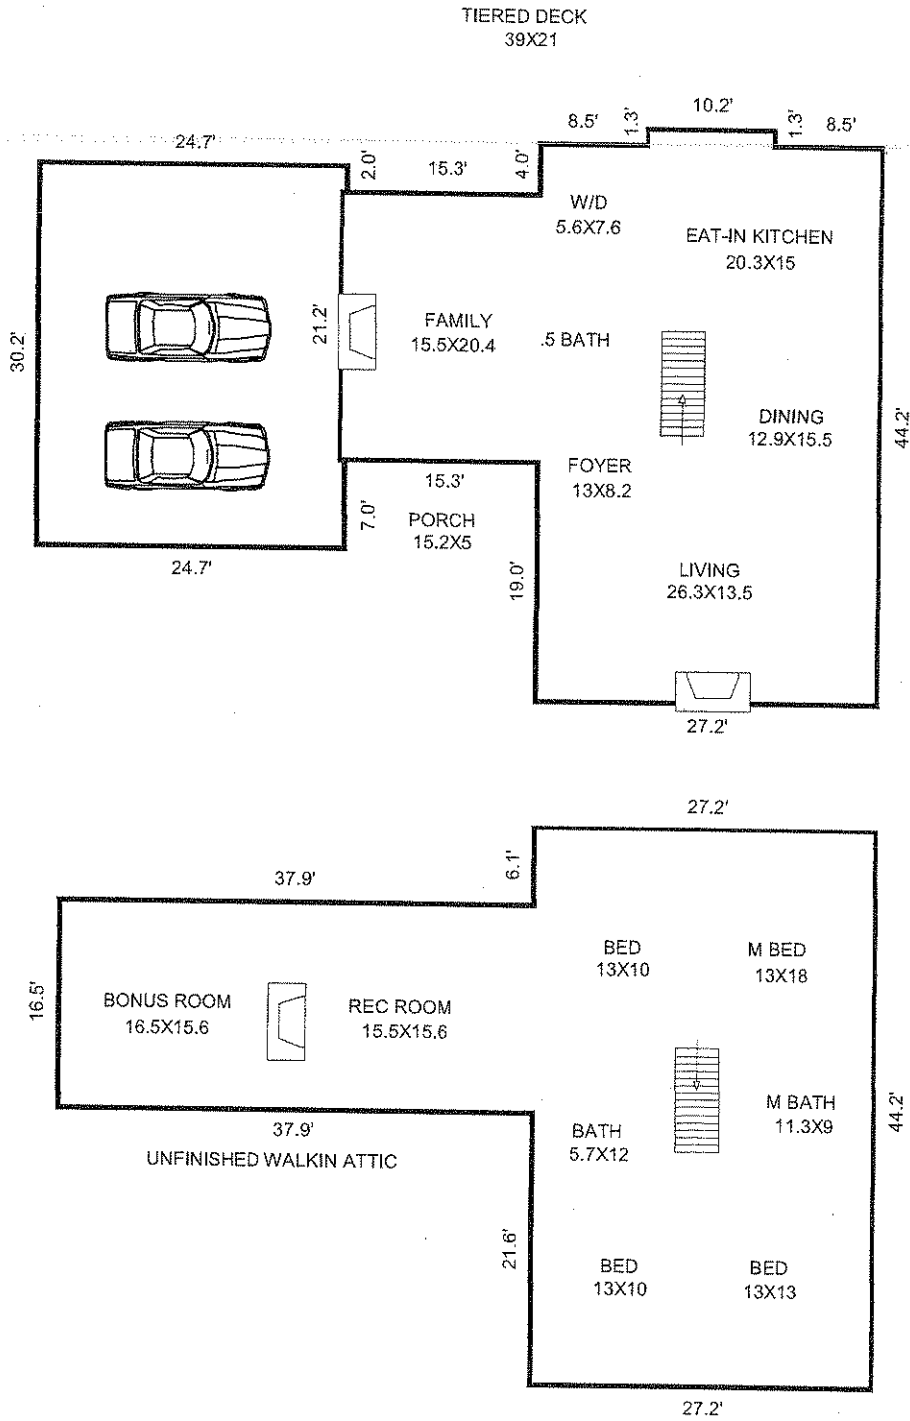 TIERED DECK
39X21
8.5'
1.3'
10.2'
1.3'
8.5'
24.7'
2.0'
15.3'
4.0'
W/D
5.6X7.6
EAT-IN KITCHEN
20.3X15
30.2'
21.2'
FAMILY
15.5X20.4
.5 BATH
DINING
12.9X15.5
44.2'
FOYER
13X8.2
15.3'
7.0'
PORCH
15.2X5
24.7'
19.0'
LIVING
26.3X13.5
27.2'
27.2'
6.1'
37.9'
BED
13X10
M BED
13X18
16.5'
BONUS ROOM
16.5X15.6
REC ROOM
15.5X15.6
M BATH
11.3X9
44.2'
37.9'
BATH
5.7X12
UNFINISHED WALKIN ATTIC
21.6'
BED
13X10
BED
13X13
27.2'